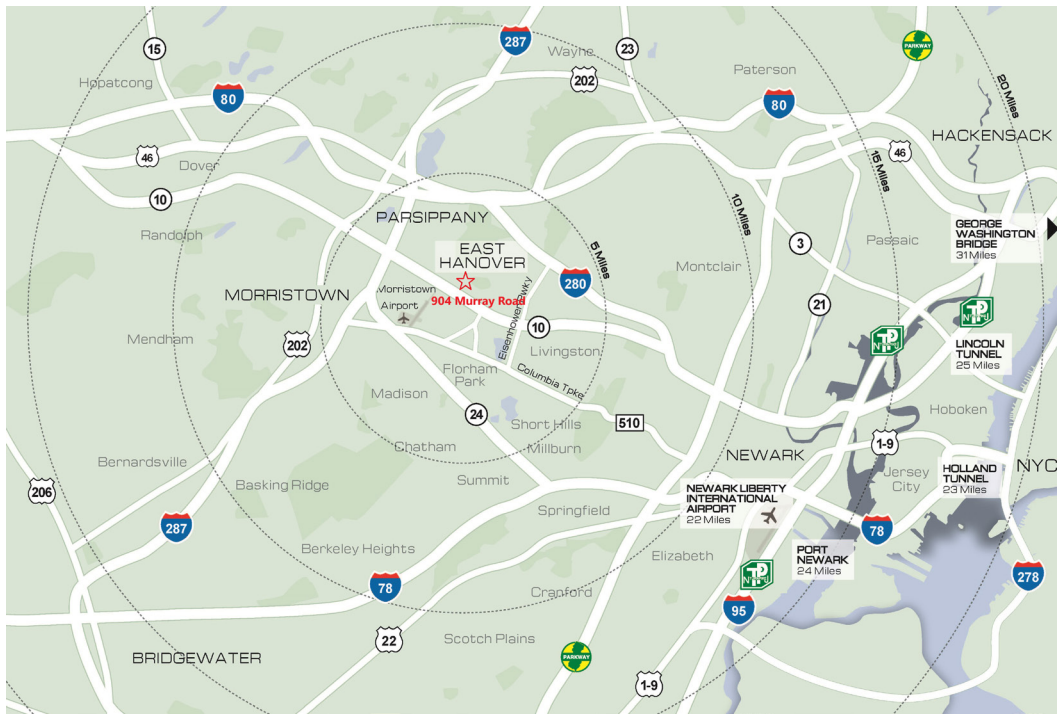 287
23
PARKWAY
15
Wayne
Hopatcong
202
Paterson
80
80
20 Miles
HACKENSACK
46
46
15 Miles
Dover
10
10 Miles
PARSIPPANY
GEORGE
WASHINGTON
BRIDGE
31 Miles
Randolph
EAST
HANOVER
5 Miles
3
Passaic
Montclair
904 Murray Road
280
Morristown
Airport
MORRISTOWN
21
TP
TP
Eisenhower Pkwy
10
202
Mendham
Livingston
LINCOLN
TUNNEL
25 Miles
Florham
Park
Columbia Tpke
Madison
24
Short Hills
510
Hoboken
Chatham
Millburn
1-9
NEWARK
Bernardsville
Summit
Jersey
City
HOLLAND
TUNNEL
23 Miles
NYC
206
Basking Ridge
NEWARK LIBERTY
INTERNATIONAL
AIRPORT
22 Miles
287
Springfield
78
Berkeley Heights
Elizabeth
PORT
NEWARK
24 Miles
278
78
Cranford
TP
95
22
Scotch Plains
BRIDGEWATER
PARKWAY
1-9